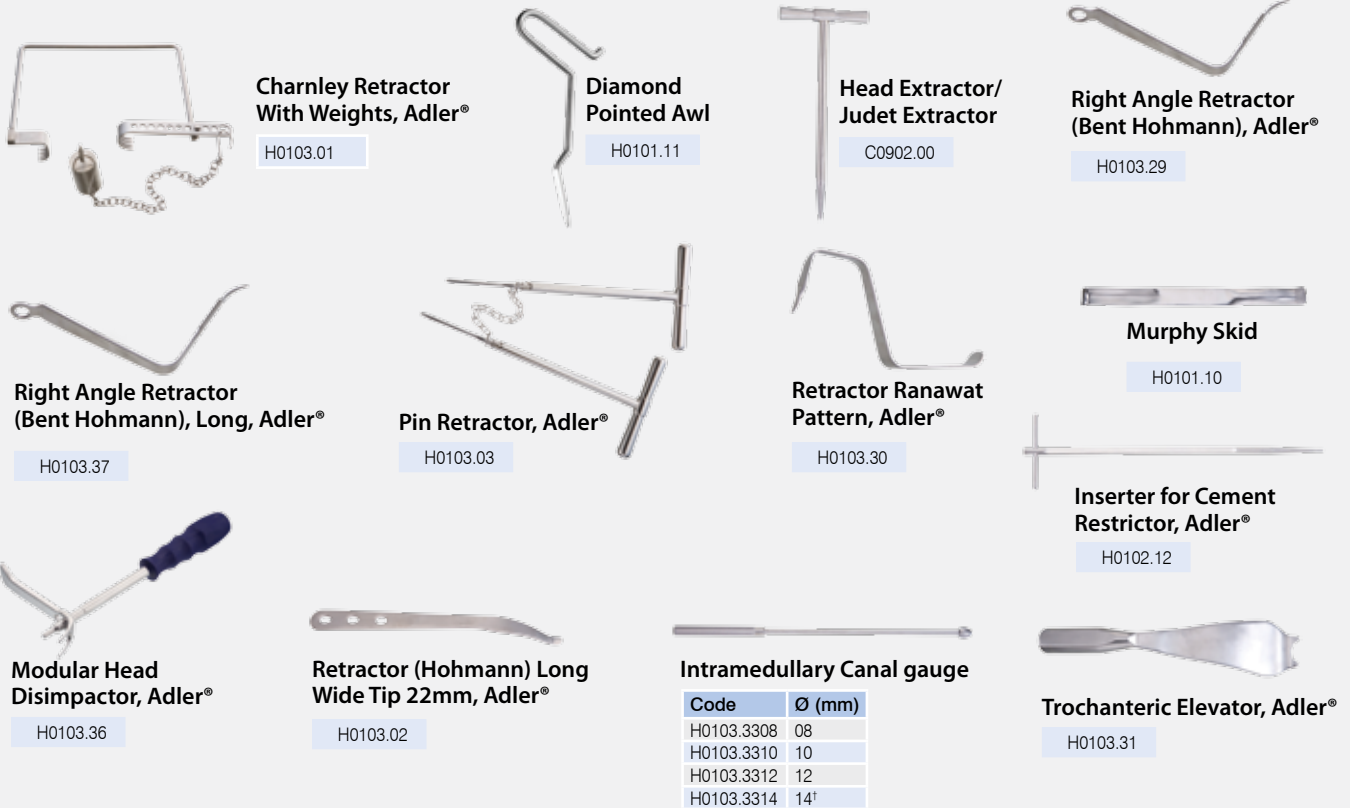 Charnley Retractor
With Weights, Adler®
H0103.01
Diamond
Pointed Awl
H0101.11
Head Extractor/
Judet Extractor
C0902.00
Right Angle Retractor
(Bent Hohmann), Adler®
H0103.29
Right Angle Retractor
(Bent Hohmann), Long, Adler®
H0103.37
Pin Retractor, Adler®
H0103.03
Retractor Ranawat
Pattern, Adler®
H0103.30
Murphy Skid
H0101.10
Inserter for Cement
Restrictor, Adler®
H0102.12
Modular Head
Disimpactor, Adler®
H0103.36
Retractor (Hohmann) Long
Wide Tip 22mm, Adler®
H0103.02
Intramedullary Canal gauge
Code Ø (mm)
H0103.3308 08
H0103.3310 10
H0103.3312 12
H0103.3314 14†
Trochanteric Elevator, Adler®
H0103.31